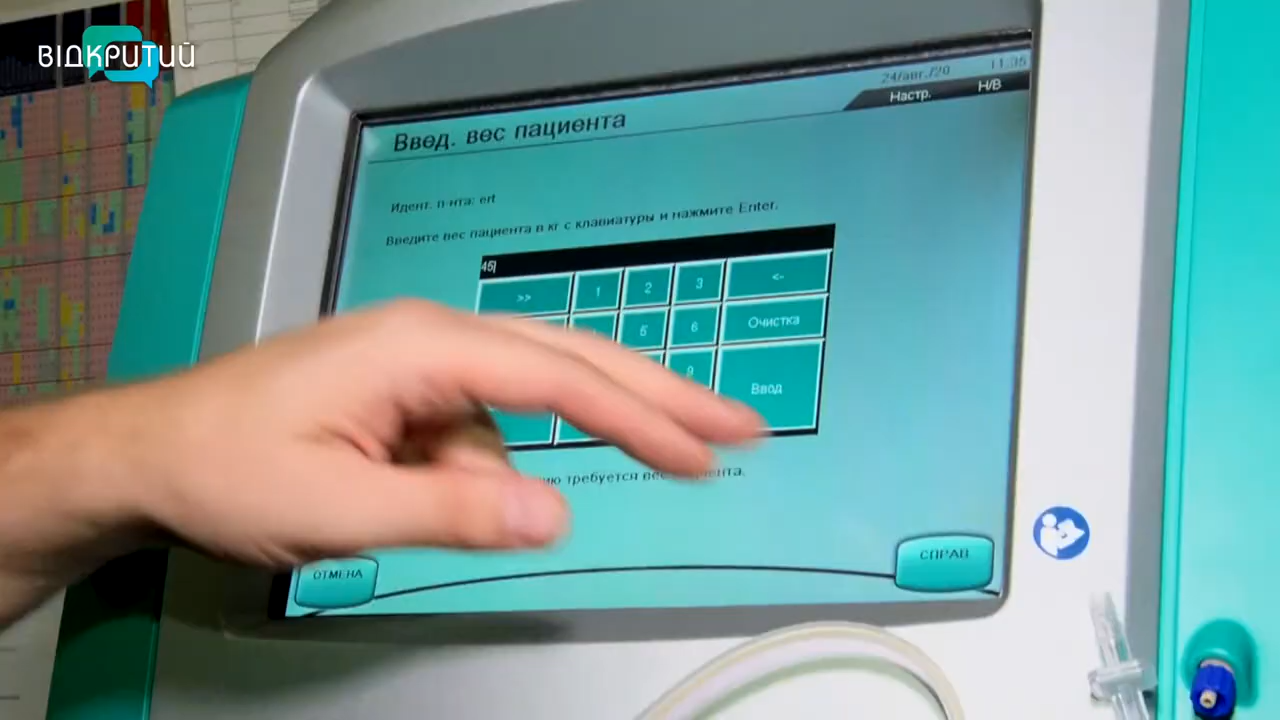 ВІДКРИТИЙ
24/авг./20 11:35
Настр. Н/В
Введ. вес пациента
Идент. п-нта: ert
Введите вес пациента в кг с клавиатуры и нажмите Enter.
45
>> 1 2 3 <-
5 6 Очистка
9 Ввод
требуется вес
ОТМЕНА СПРАВ